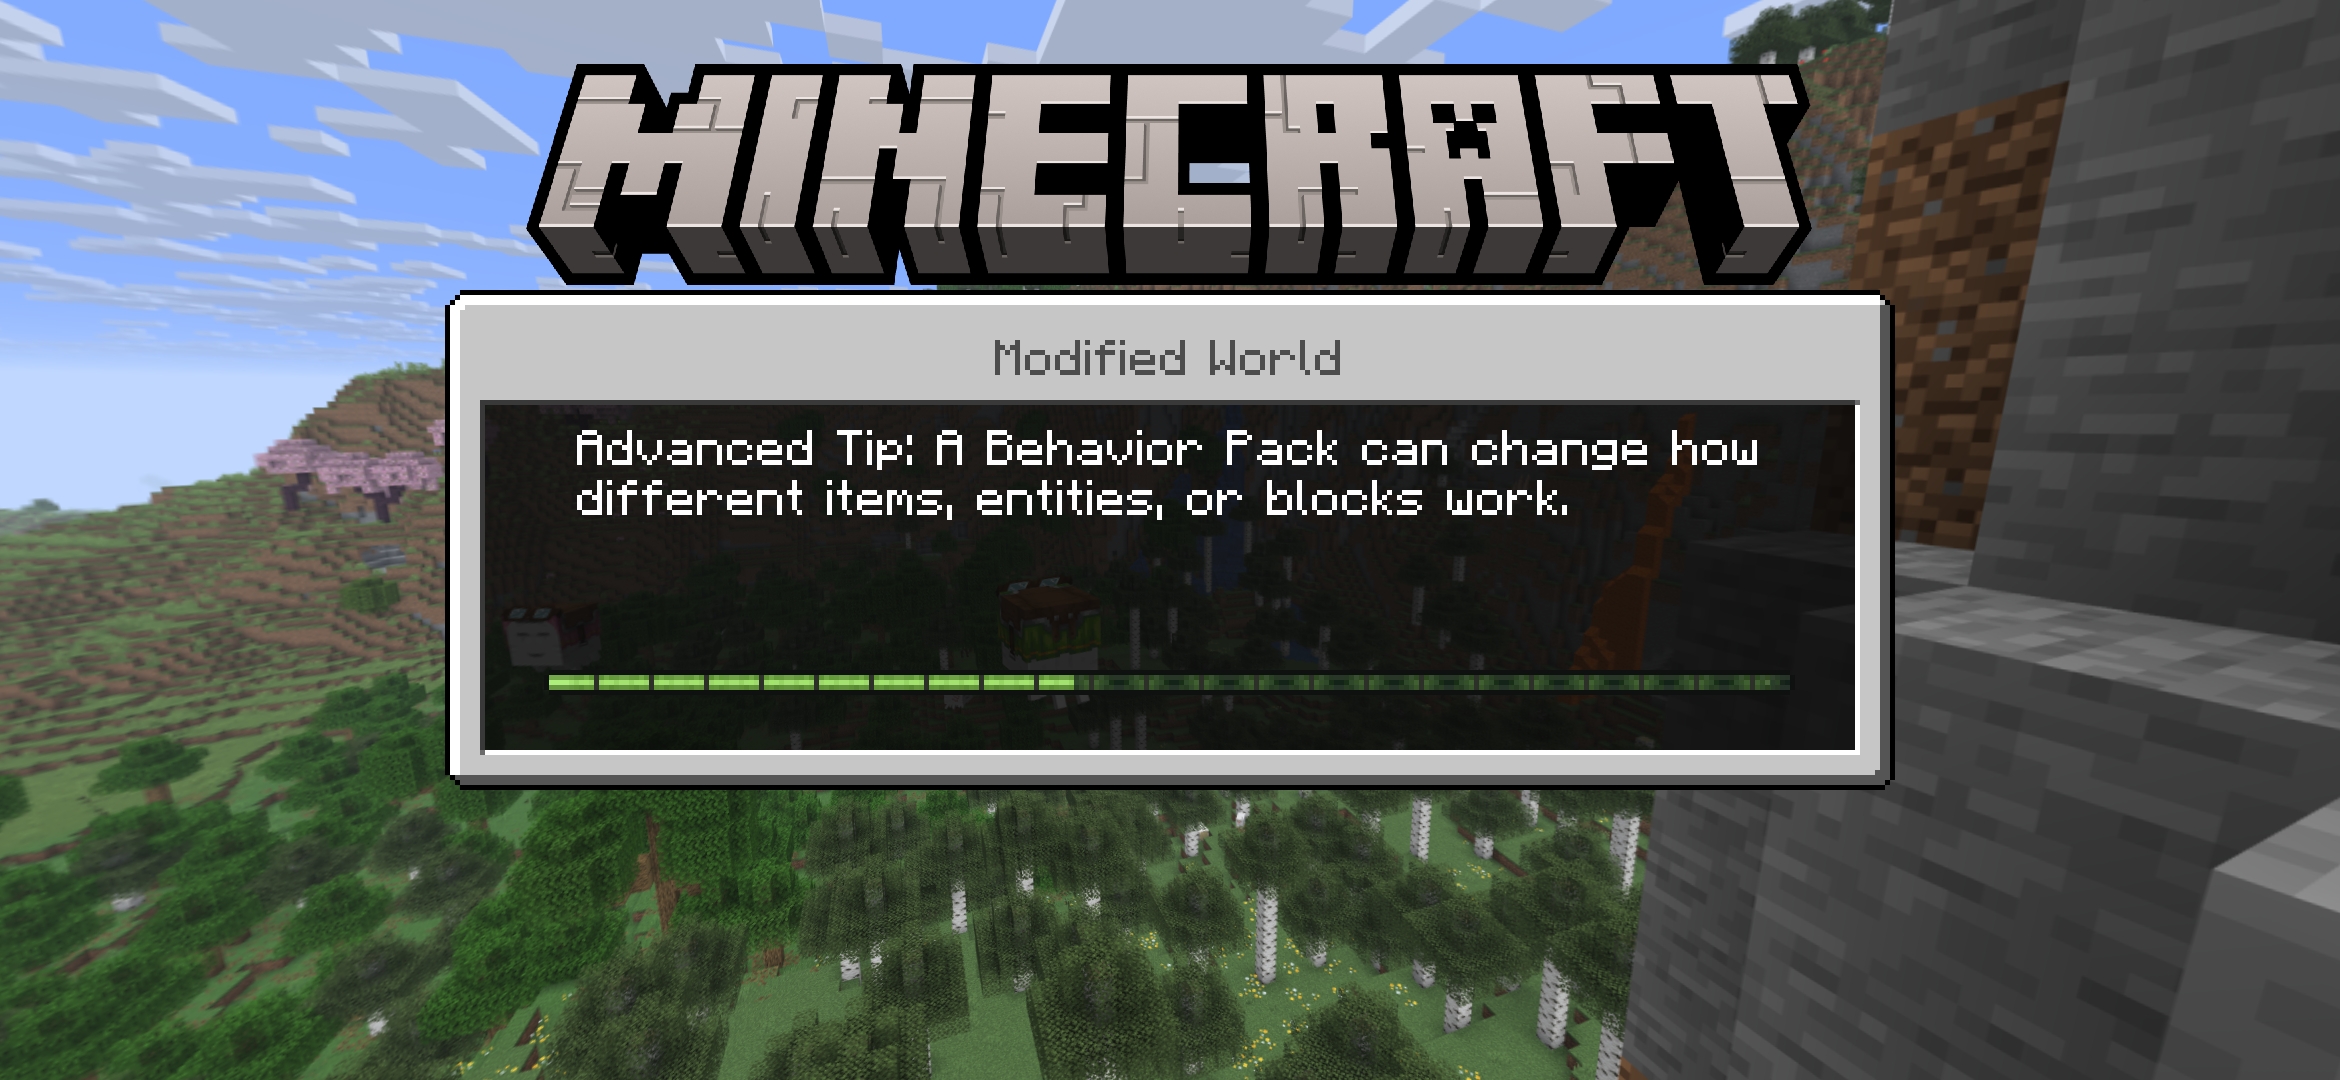 MINECRAFT
Modified World
Advanced Tip: A Behavior Pack can change how
different items, entities, or blocks work.